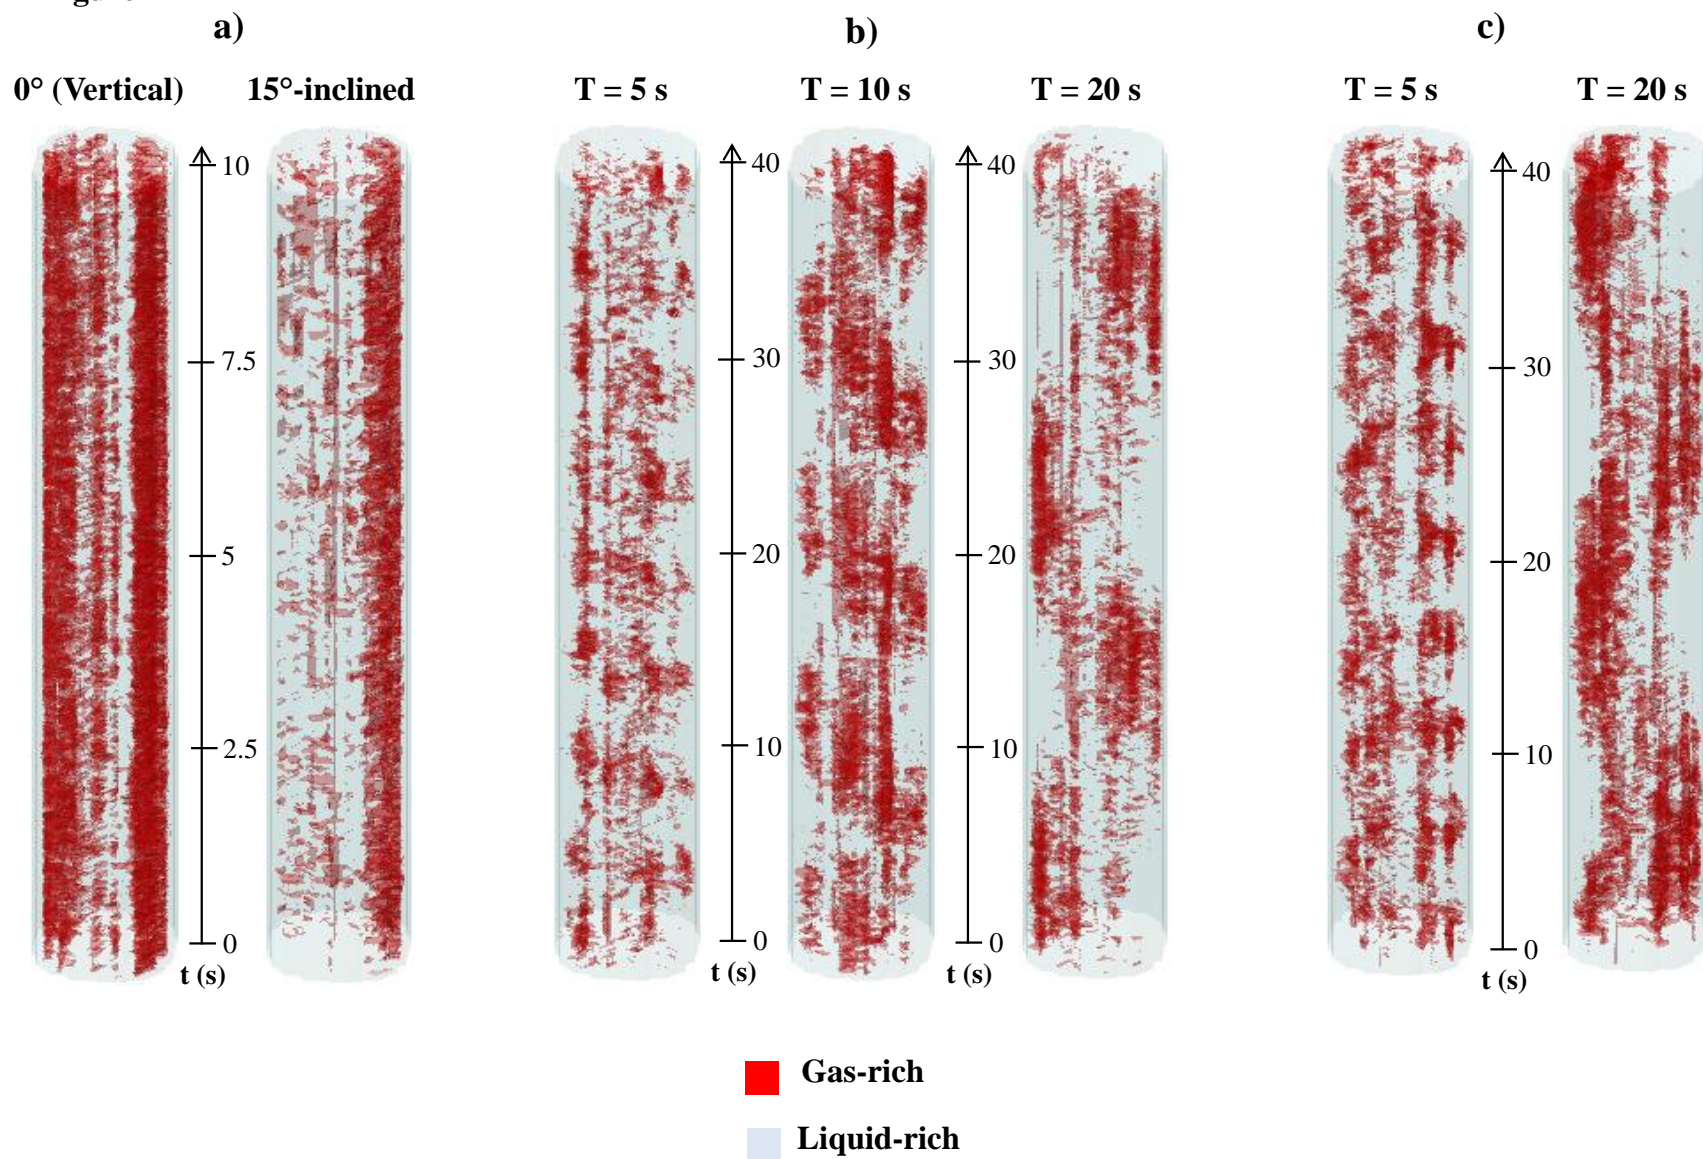 a)
b)
c)
0° (Vertical)
15°-inclined
T = 5 s
T = 10 s
T = 20 s
T = 5 s
T = 20 s
10
7.5
5
2.5
0
t (s)
40
30
20
10
0
t (s)
40
30
20
10
0
t (s)
40
30
20
10
0
t (s)
Gas-rich
Liquid-rich